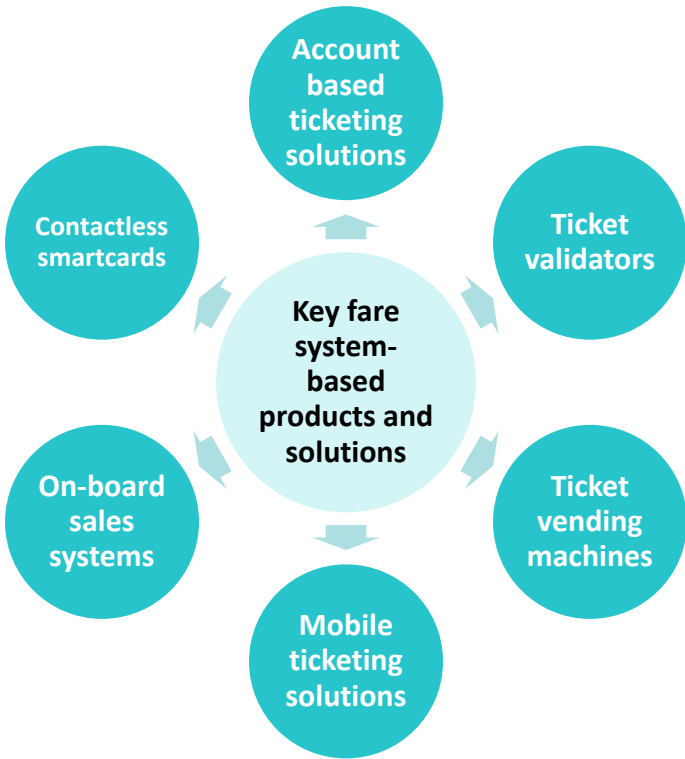 Account
based
ticketing
solutions
Ticket
validators
Ticket
vending
machines
Mobile
ticketing
solutions
On-board
sales
systems
Contactless
smartcards
Key fare
system-
based
products and
solutions